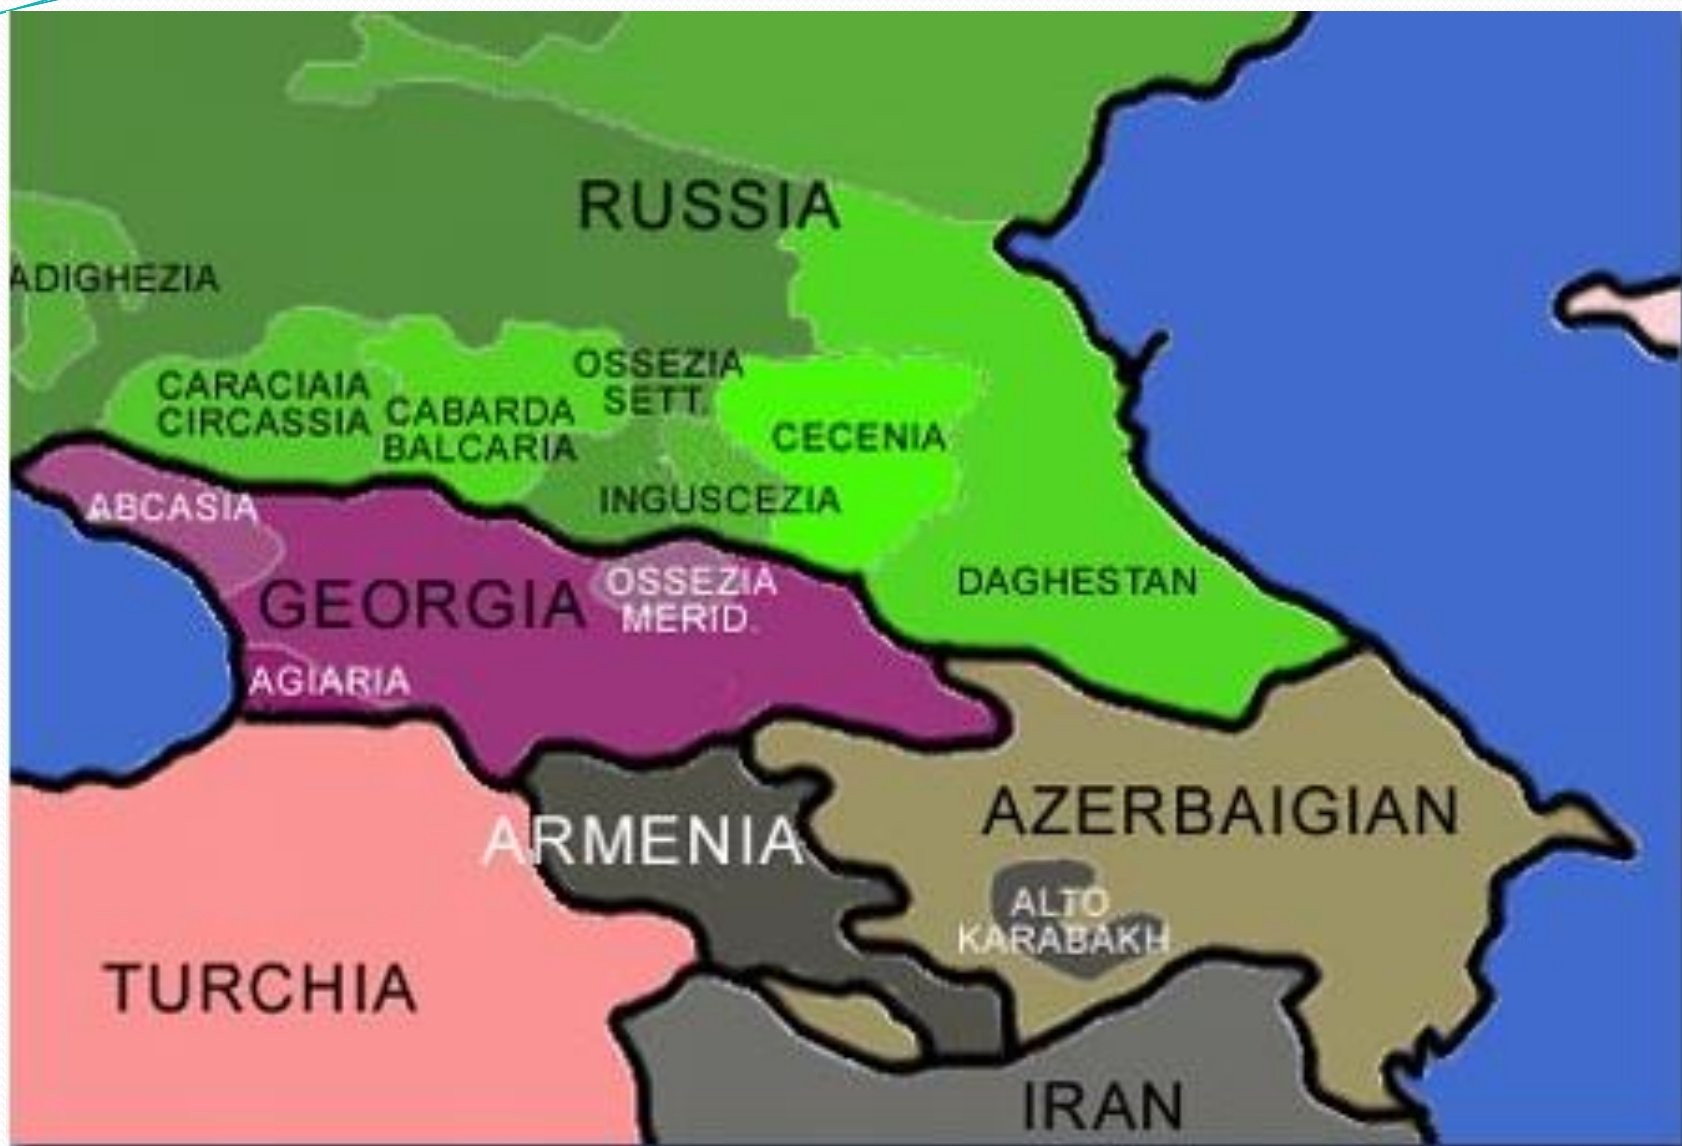 RUSSIA
ADIGHEZIA
OSSEZIA
SETT.
CARACIAIA
CIRCASSIA
CABARDA
BALCARIA
CECENIA
INGUSCEZIA
ABCASIA
GEORGIA
OSSEZIA
MERID.
DAGHESTAN
AGIARIA
ARMENIA
AZERBAIGIAN
ALTO
KARABAKH
TURCHIA
IRAN